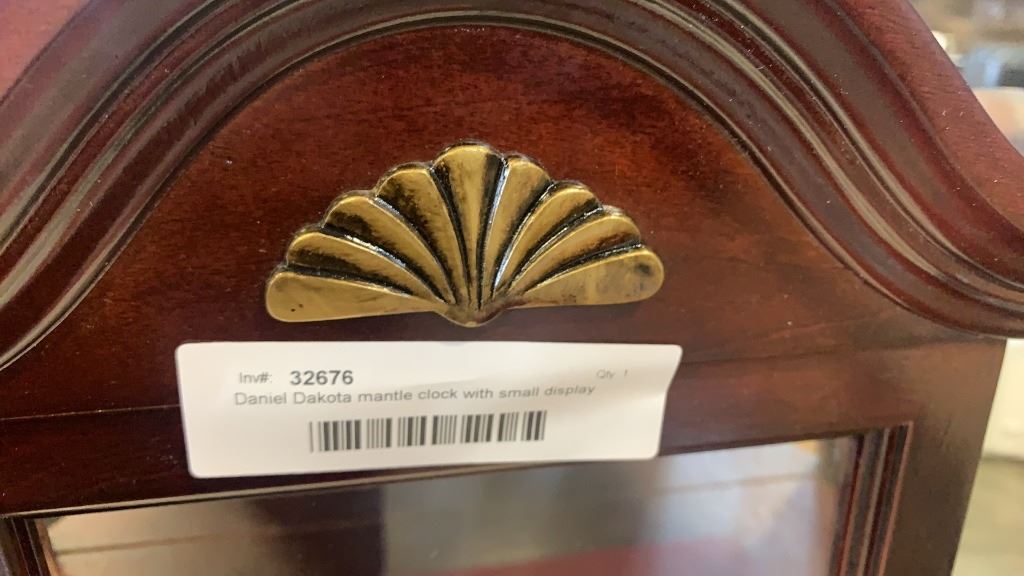 Inv#: 32676 Qty: 1
Daniel Dakota mantle clock with small display